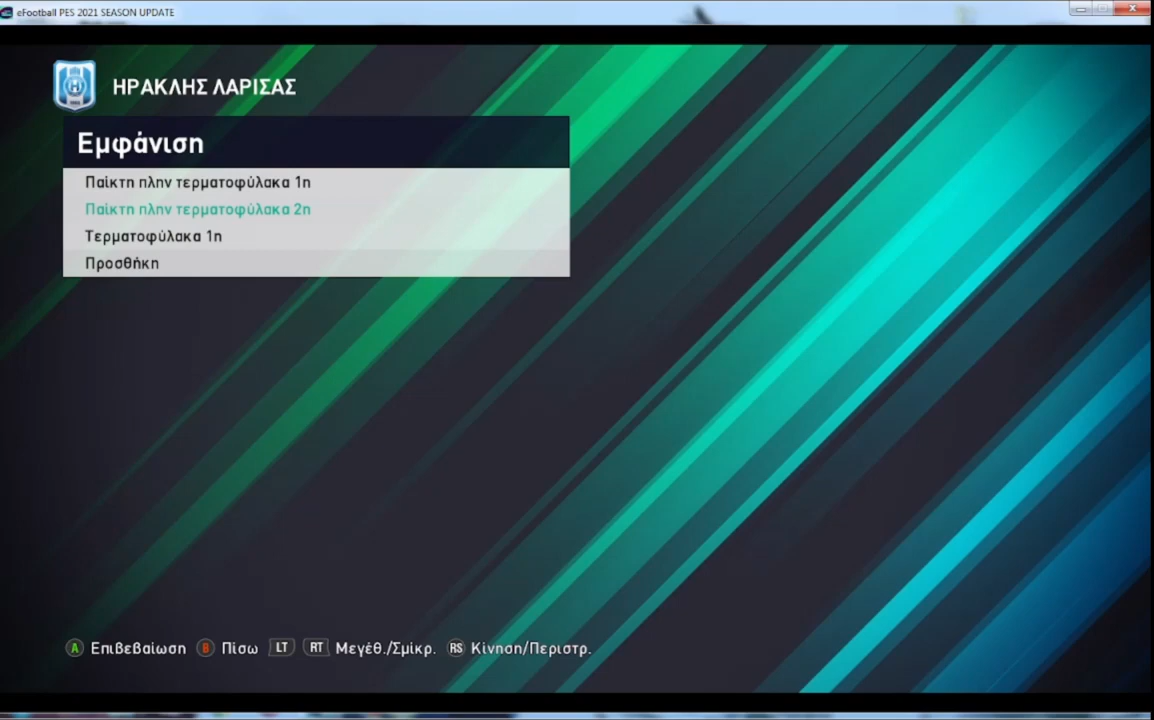 eFootball PES 2021 SEASON UPDATE
ΗΡΑΚΛΗΣ ΛΑΡΙΣΑΣ
Εμφάνιση
Παίκτη πλην τερματοφύλακα 1η
Παίκτη πλην τερματοφύλακα 2η
Τερματοφύλακα 1η
Προσθήκη
A Επιβεβαίωση B Πίσω LT RT Μεγέθ./Σμίκρ. RS Κίνηση/Περιστρ.